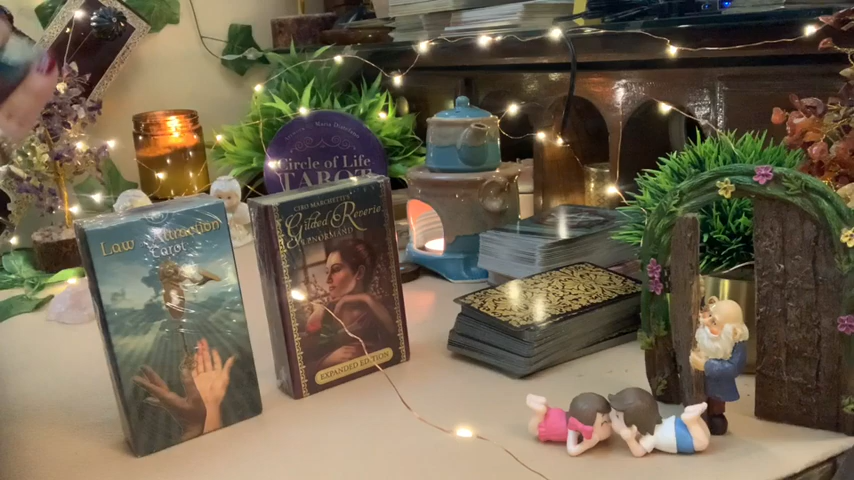 Circle of Life
TAROT
Law of Attraction
Tarot
CIRO MARCHETTI'S
Gilded Reverie
LENORMAND
EXPANDED EDITION